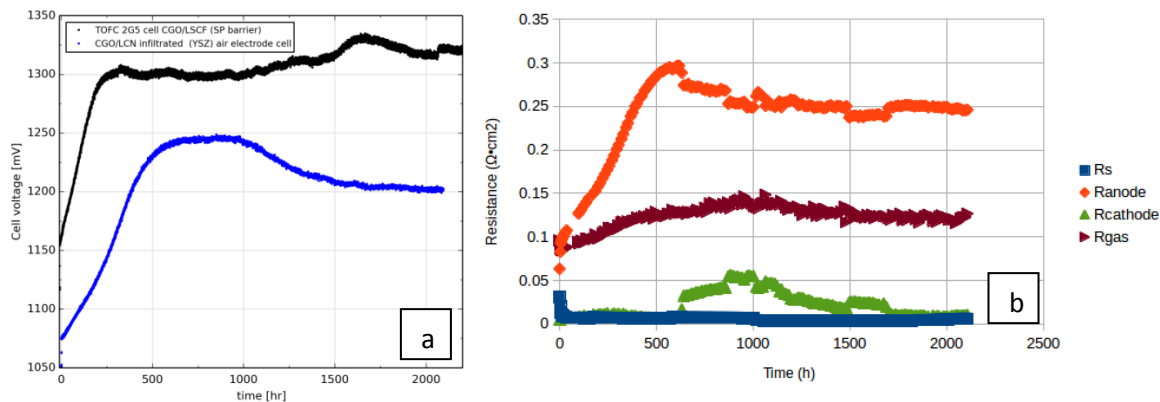 1350
1300
1250
1200
1150
1100
1050
Cell voltage [mV]
TOFC 2G5 cell CGO/LSCF (SP barrier)
CGO/LCN infiltrated (YSZ) air electrode cell
a
0 500 1000 1500 2000
time [hr]
0.35
0.3
0.25
0.2
0.15
0.1
0.05
0
Resistance (Ω•cm2)
b
0 500 1000 1500 2000 2500
Time (h)
Rs
Ranode
Rcathode
Rgas